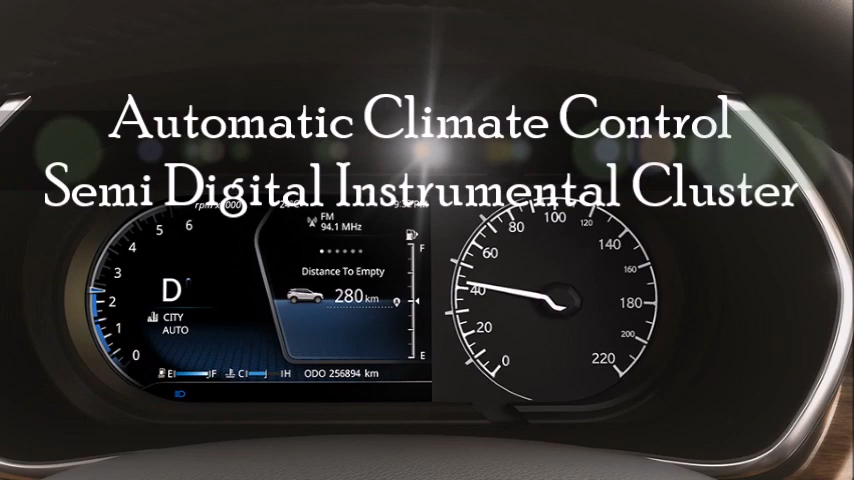 Automatic Climate Control
Semi Digital Instrumental Cluster
rpm x1000
FM
94.1 MHz
Distance To Empty
280 km
F
E
D
CITY
AUTO
6
5
4
3
2
1
0
E F
C H
ODO 256894 km
0
20
40
60
80
100
120
140
160
180
200
220